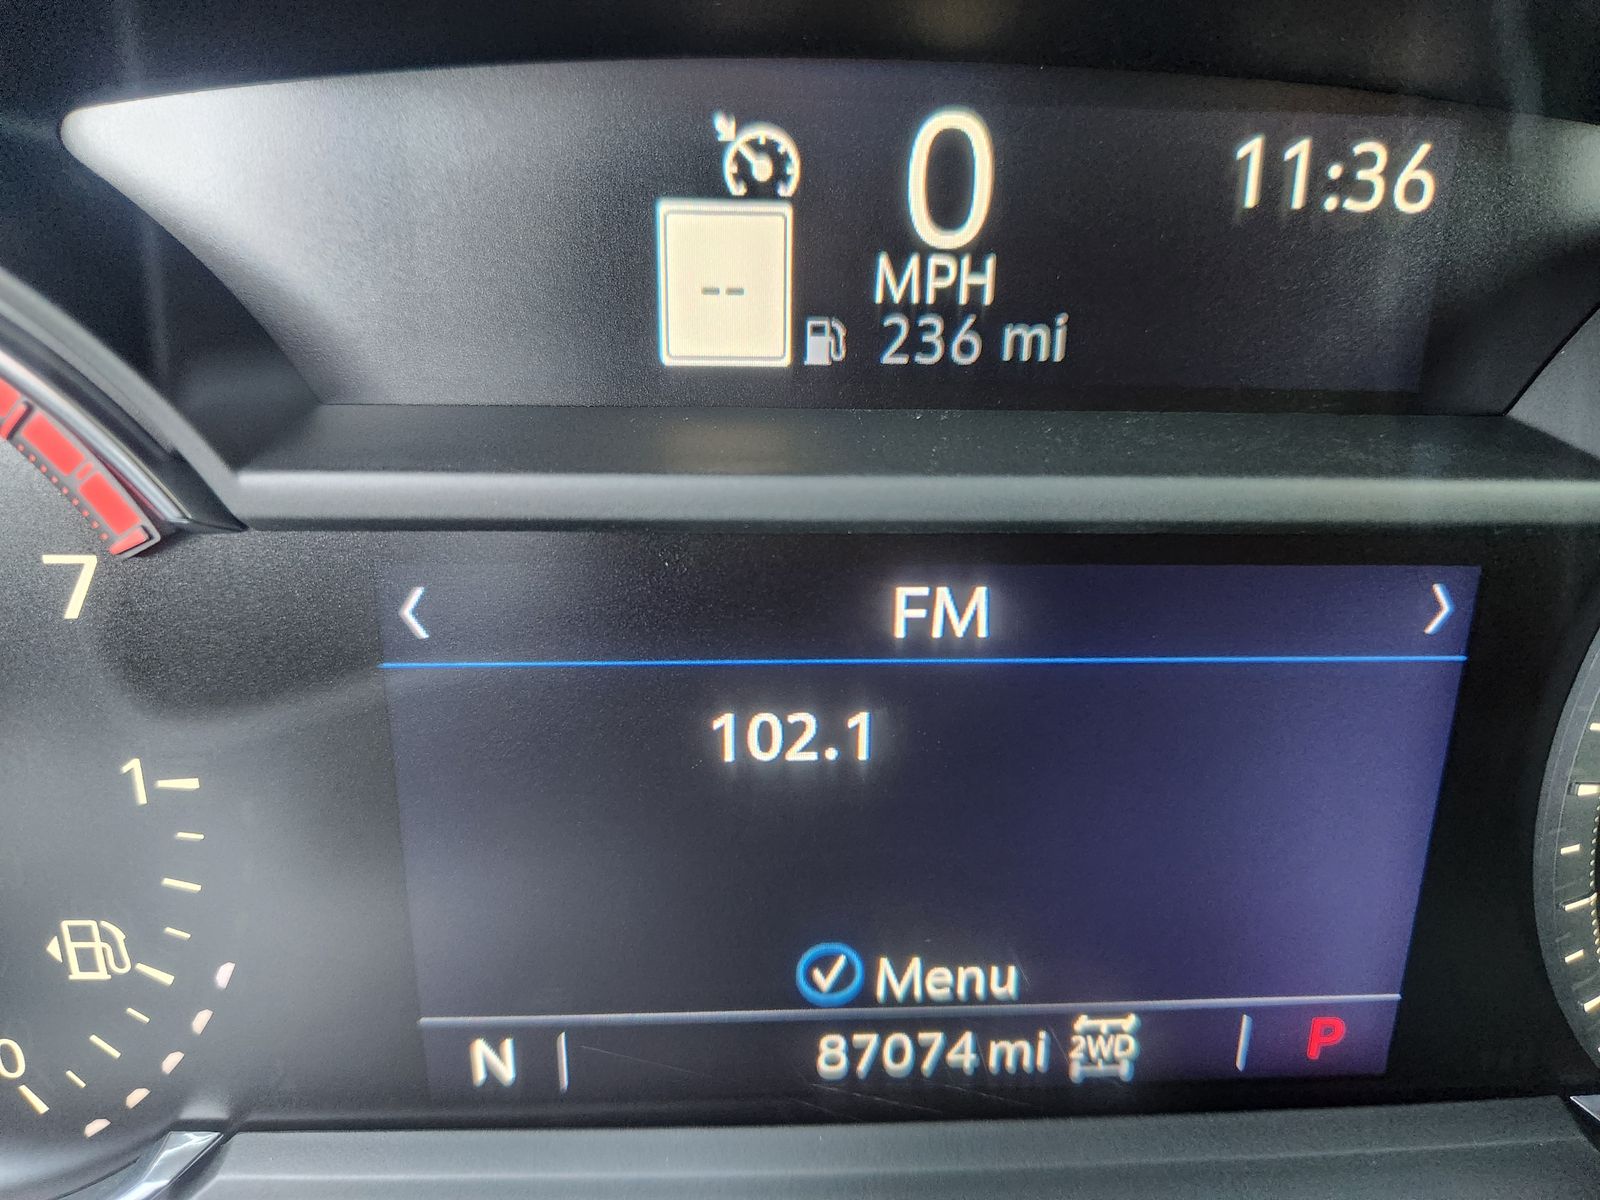 0
11:36
--
MPH
236 mi
7
FM
102.1
1
Menu
0
N
87074 mi
2WD
P